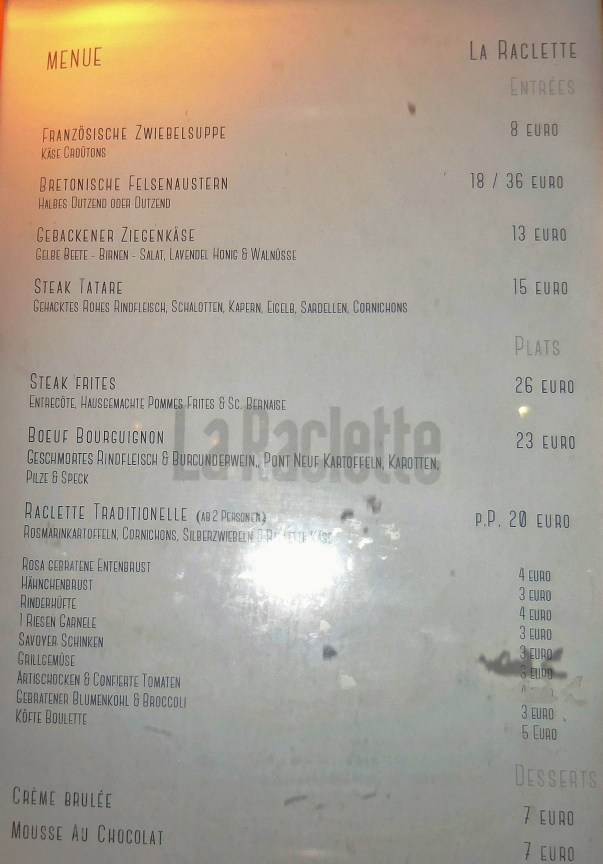 MENUE LA RACLETTE
ENTRÉES
FRANZÖSISCHE ZWIEBELSUPPE 8 EURO
KÄSE CROÛTONS
BRETONISCHE FELSENAUSTERN 18 / 36 EURO
HALBES DUTZEND ODER DUTZEND
GEBACKENER ZIEGENKÄSE 13 EURO
GELBE BEETE - BIRNEN - SALAT, LAVENDEL HONIG & WALNÜSSE
STEAK TATARE 15 EURO
GEHACKTES ROHES RINDFLEISCH, SCHALOTTEN, KAPERN, EIGELB, SARDELLEN, CORNICHONS
PLATS
STEAK FRITES 26 EURO
ENTRECÔTE, HAUSGEMACHTE POMMES FRITES & SC. BERNAISE
La Raclette
BOEUF BOURGUIGNON 23 EURO
GESCHMORTES RINDFLEISCH & BURGUNDERWEIN,, PONT NEUF KARTOFFELN, KAROTTEN,
PILZE & SPECK
RACLETTE TRADITIONELLE (AB 2 PERSONEN) P.P. 20 EURO
ROSMARINKARTOFFELN, CORNICHONS, SILBERZWIEBELN & KÄSE
ROSA GEBRATENE ENTENBRUST 4 EURO
HÄHNCHENBRUST 3 EURO
RINDERHÜFTE 4 EURO
1 RIESEN GARNELE 3 EURO
SAVOYER SCHINKEN 3 EURO
GRILLGEMÜSE 3 EURO
ARTISCHOCKEN & CONFIERTE TOMATEN
GEBRATENER BLUMENKOHL & BROCCOLI 3 EURO
KÖFTE BOULETTE 5 EURO
DESSERTS
CRÈME BRULÉE 7 EURO
MOUSSE AU CHOCOLAT 7 EURO